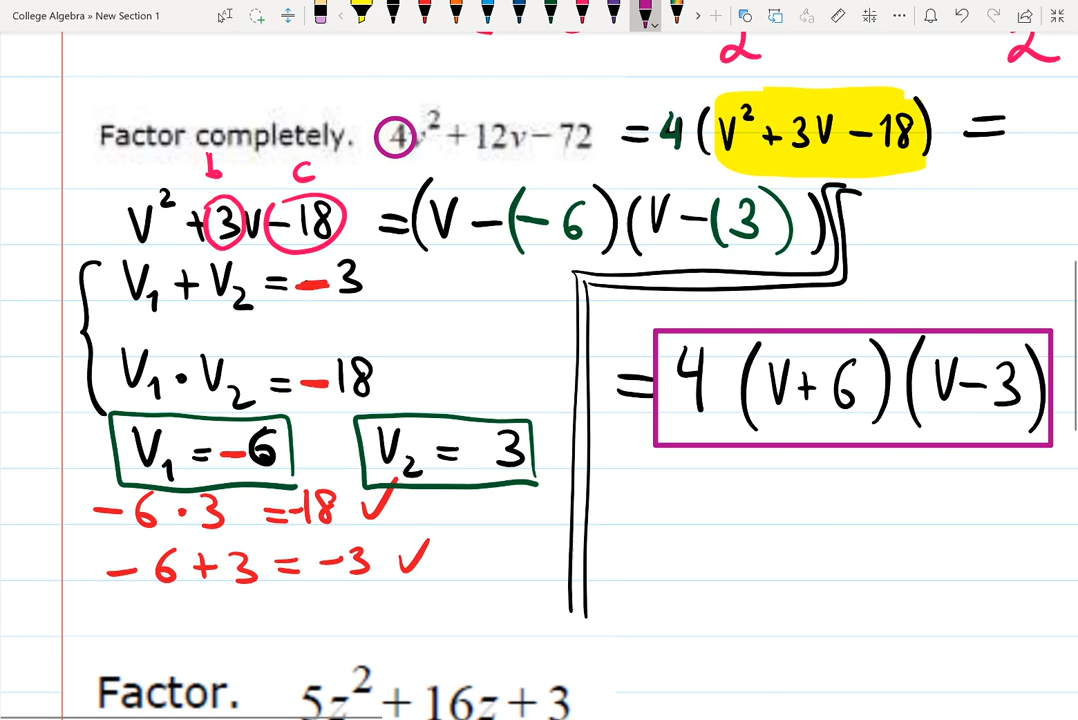 College Algebra » New Section 1
2 2
Factor completely. 4v² + 12v − 72 = 4 (V² + 3V − 18) =
b c
V² + 3V − 18 = (V − (−6)(V − (3))
V₁ + V₂ = − 3
V₁ • V₂ = − 18
= 4 (V + 6)(V − 3)
V₁ = −6 V₂ = 3
− 6 • 3 = -18 ✓
− 6 + 3 = −3 ✓
Factor. 5z² + 16z + 3